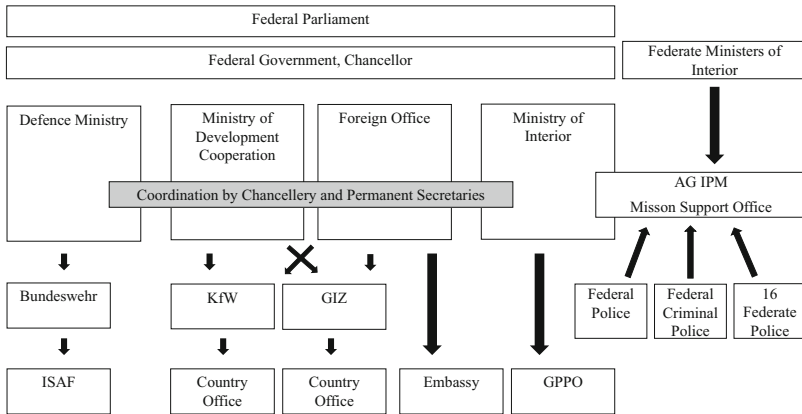 Federal Parliament
Federal Government, Chancellor
Federate Ministers of
Interior
Defence Ministry
Ministry of
Development
Cooperation
Foreign Office
Ministry of
Interior
Coordination by Chancellery and Permanent Secretaries
AG IPM
Misson Support Office
Bundeswehr
KfW
GIZ
Federal
Police
Federal
Criminal
Police
16
Federate
Police
ISAF
Country
Office
Country
Office
Embassy
GPPO